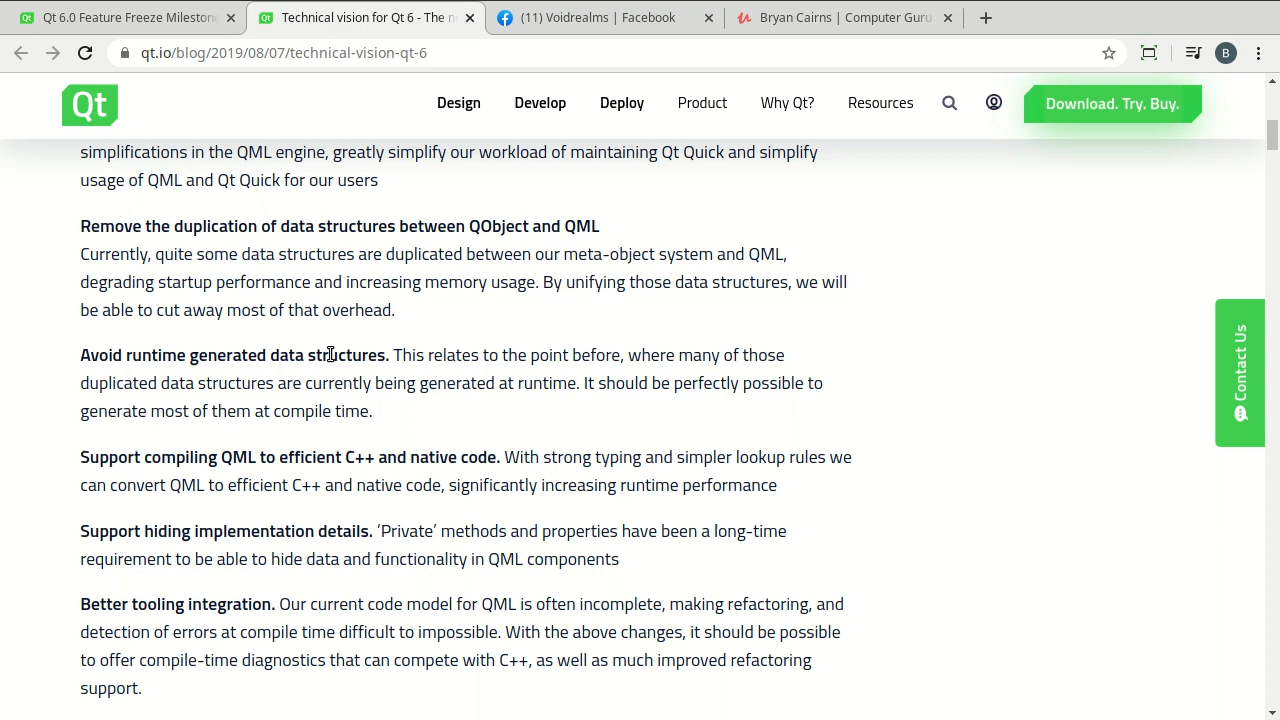 Qt 6.0 Feature Freeze Mileston
Technical vision for Qt 6 - The n
(11) Voidrealms | Facebook
Bryan Cairns | Computer Guru
qt.io/blog/2019/08/07/technical-vision-qt-6
B
Qt
Design
Develop
Deploy
Product
Why Qt?
Resources
Download. Try. Buy.
simplifications in the QML engine, greatly simplify our workload of maintaining Qt Quick and simplify
usage of QML and Qt Quick for our users
Remove the duplication of data structures between QObject and QML
Currently, quite some data structures are duplicated between our meta-object system and QML,
degrading startup performance and increasing memory usage. By unifying those data structures, we will
be able to cut away most of that overhead.
Avoid runtime generated data structures. This relates to the point before, where many of those
duplicated data structures are currently being generated at runtime. It should be perfectly possible to
generate most of them at compile time.
Support compiling QML to efficient C++ and native code. With strong typing and simpler lookup rules we
can convert QML to efficient C++ and native code, significantly increasing runtime performance
Support hiding implementation details. ‘Private’ methods and properties have been a long-time
requirement to be able to hide data and functionality in QML components
Better tooling integration. Our current code model for QML is often incomplete, making refactoring, and
detection of errors at compile time difficult to impossible. With the above changes, it should be possible
to offer compile-time diagnostics that can compete with C++, as well as much improved refactoring
support.
Contact Us